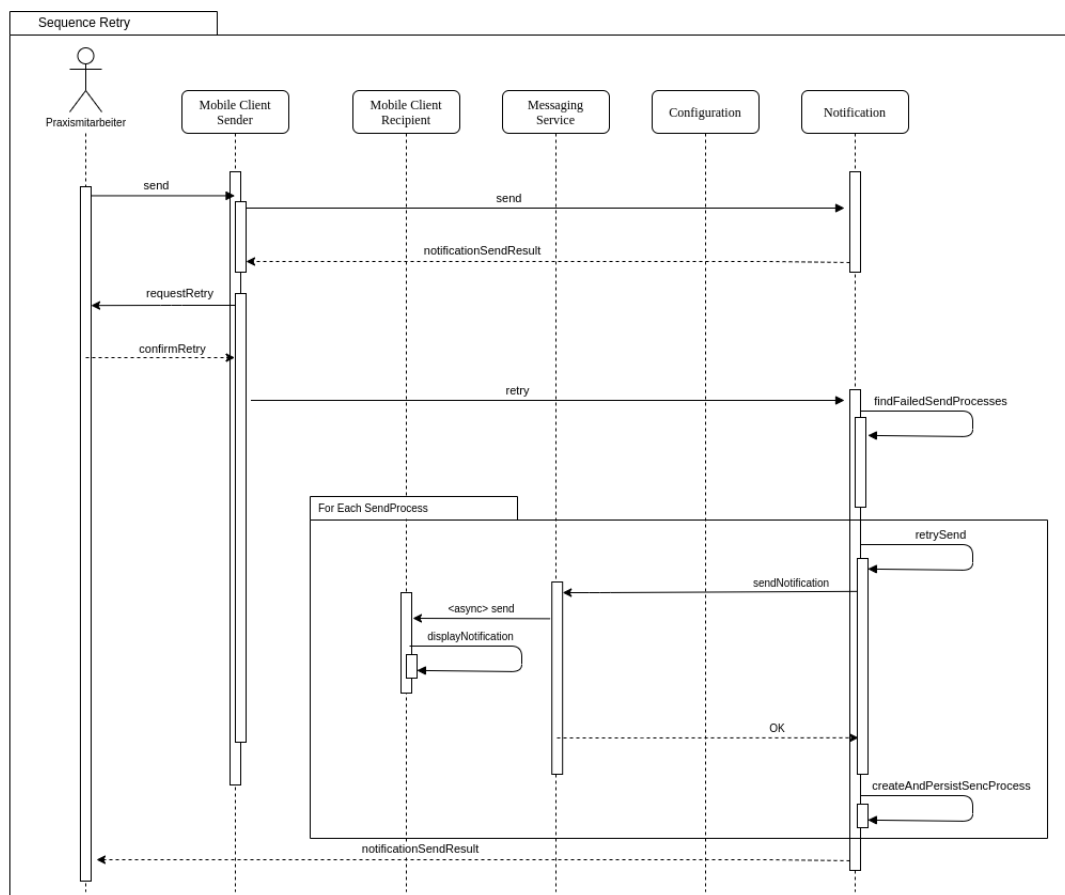 Sequence Retry
Praxismitarbeiter
Mobile Client
Sender
Mobile Client
Recipient
Messaging
Service
Configuration
Notification
send
send
notificationSendResult
requestRetry
confirmRetry
retry
findFailedSendProcesses
For Each SendProcess
retrySend
sendNotification
<async> send
displayNotification
OK
createAndPersistSencProcess
notificationSendResult